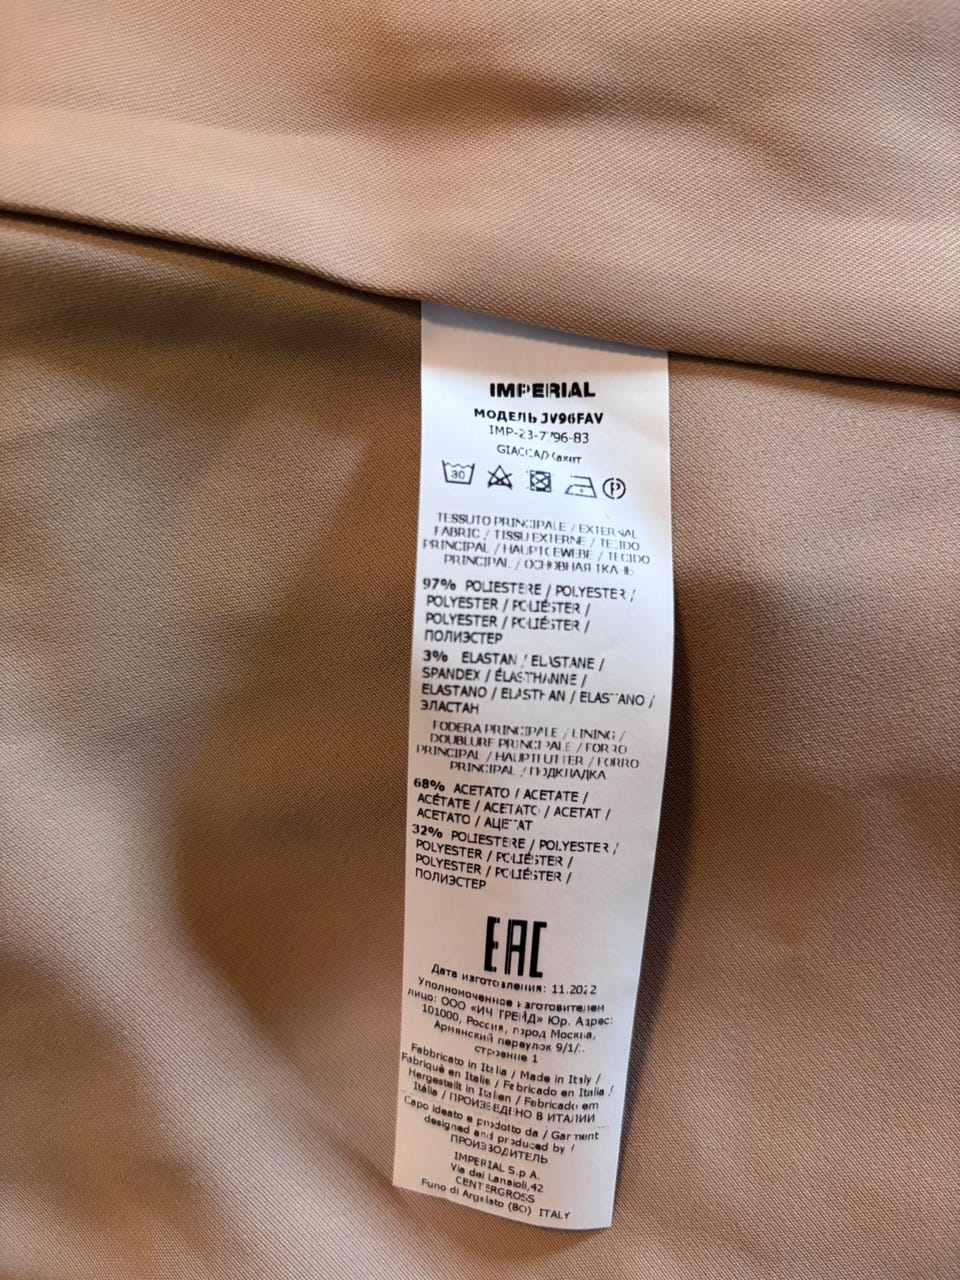 IMPERIAL
МОДЕЛЬ JV96FAV
IMP-23-7796-83
GIACCA/Жакет
30
P
TESSUTO PRINCIPALE / EXTERNAL
FABRIC / TISSU EXTERNE / TEJIDO
PRINCIPAL / HAUPTGEWEBE / TECIDO
PRINCIPAL / ОСНОВНАЯ ТКАНЬ
97% POLIESTERE / POLYESTER /
POLYESTER / POLIÉSTER /
POLYESTER / POLIÉSTER /
ПОЛИЭСТЕР
3% ELASTAN / ELASTANE /
SPANDEX / ÉLASTHANNE /
ELASTANO / ELASTHAN / ELASTANO /
ЭЛАСТАН
FODERA PRINCIPALE / LINING /
DOUBLURE PRINCIPALE / FORRO
PRINCIPAL / HAUPTFUTTER / FORRO
PRINCIPAL / ПОДКЛАДКА
68% ACETATO / ACETATE /
ACÉTATE / ACETATO / ACETAT /
ACETATO / АЦЕТАТ
32% POLIESTERE / POLYESTER /
POLYESTER / POLIÉSTER /
POLYESTER / POLIÉSTER /
ПОЛИЭСТЕР
EAC
Дата изготовления: 11.2022
Уполномоченное изготовителем
лицо: ООО «ИЧ ТРЕЙД» Юр. Адрес:
101000, Россия, город Москва,
Армянский переулок 9/1/
строение 1
Fabbricato in Italia / Made in Italy /
Fabriqué en Italie / Fabricado en Italia /
Hergestellt in Italien / Fabricado em
Itália / ПРОИЗВЕДЕНО В ИТАЛИИ
Capo ideato e prodotto da / Garment
designed and produced by /
ПРОИЗВОДИТЕЛЬ
IMPERIAL S.p.A.
Via dei Lanaioli,42
CENTERGROSS
Funo di Argelato (BO) ITALY